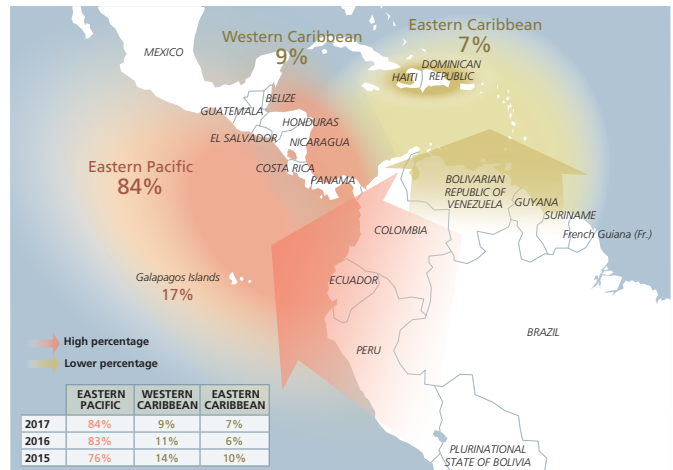 Eastern Caribbean
7%
Western Caribbean
9%
MEXICO
DOMINICAN
REPUBLIC
HAITI
BELIZE
GUATEMALA
HONDURAS
EL SALVADOR
NICARAGUA
COSTA RICA
PANAMA
Eastern Pacific
84%
BOLIVARIAN
REPUBLIC OF
VENEZUELA
GUYANA
SURINAME
French Guiana (Fr.)
COLOMBIA
Galapagos Islands
17%
ECUADOR
BRAZIL
PERU
High percentage
Lower percentage
EASTERN PACIFIC WESTERN CARIBBEAN EASTERN CARIBBEAN
2017 84% 9% 7%
2016 83% 11% 6%
2015 76% 14% 10%
PLURINATIONAL
STATE OF BOLIVIA